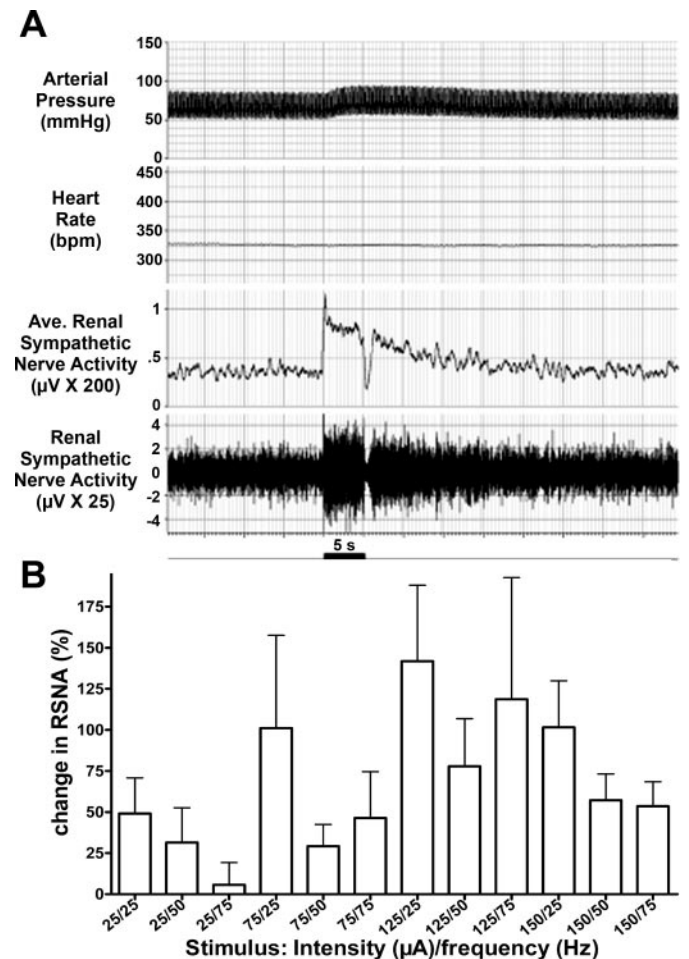 A
150
Arterial
Pressure
(mmHg)
100
50
0
450
Heart
Rate
(bpm)
400
350
300
Ave. Renal
Sympathetic
Nerve Activity
(µV X 200)
1
.5
0
Renal
Sympathetic
Nerve Activity
(µV X 25)
4
2
0
-2
-4
5 s
B
change in RSNA (%)
175
150
125
100
75
50
25
0
25/25
25/50
25/75
75/25
75/50
75/75
125/25
125/50
125/75
150/25
150/50
150/75
Stimulus: Intensity (µA)/frequency (Hz)